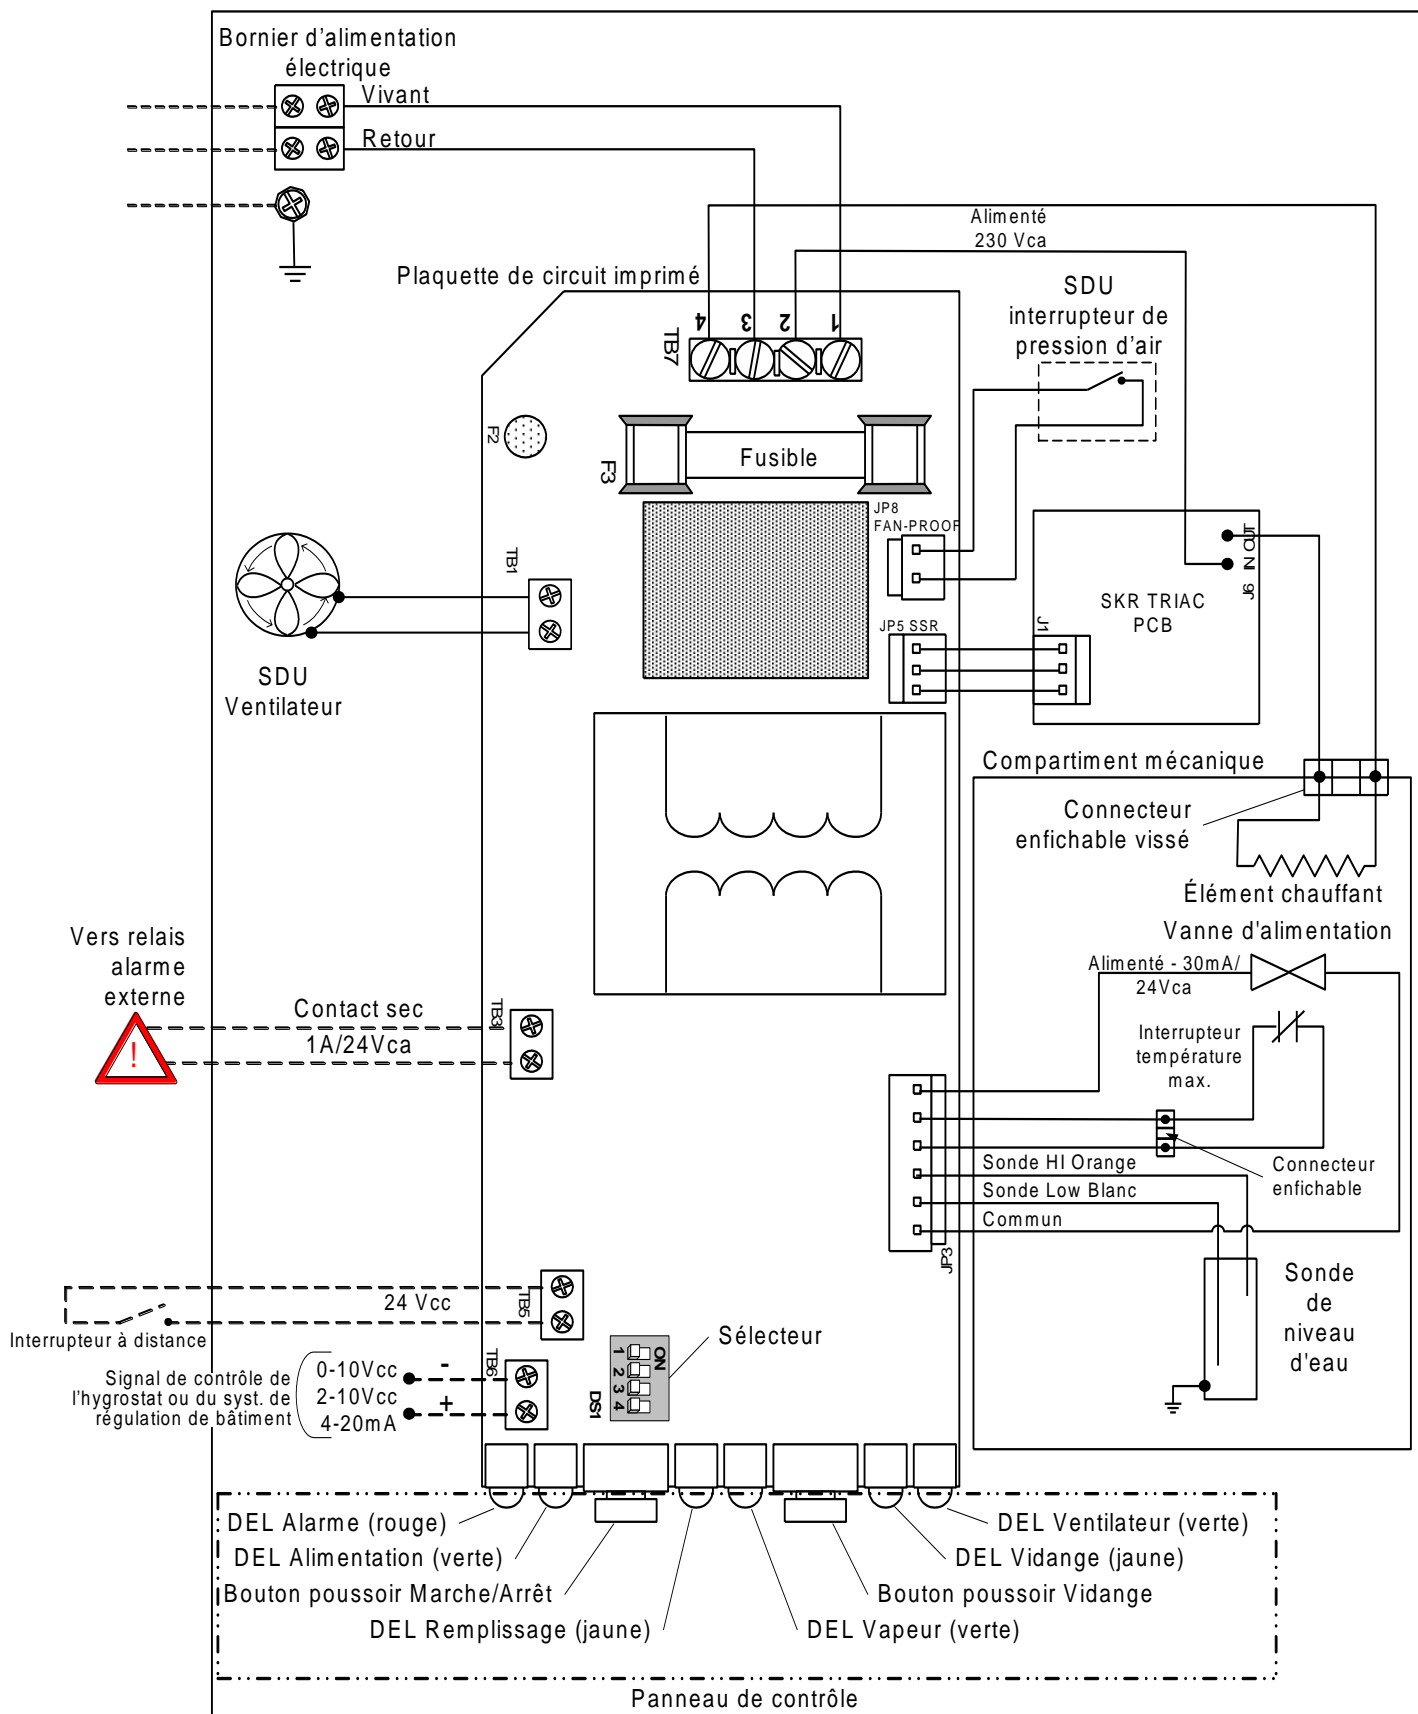 Bornier d’alimentation
électrique
Vivant
Retour
Alimenté
230 Vca
Plaquette de circuit imprimé
SDU
interrupteur de
pression d’air
4 3 2 1
TB7
F2
F3
Fusible
JP8
FAN-PROOF
TB1
SDU
Ventilateur
JP5 SSR
J1
SKR TRIAC
PCB
J6 IN OUT
Compartiment mécanique
Connecteur
enfichable vissé
Élément chauffant
Vanne d'alimentation
Alimenté - 30mA/
24Vca
Vers relais
alarme
externe
!
Contact sec
1A/24Vca
TB3
Interrupteur
température
max.
Sonde HI Orange
Sonde Low Blanc
Commun
Connecteur
enfichable
JP3
Sonde
de
niveau
d'eau
24 Vcc
TB5
Interrupteur à distance
Signal de contrôle de
l’hygrostat ou du syst. de
régulation de bâtiment
0-10Vcc
2-10Vcc
4-20mA
-
+
TB6
Sélecteur
ON
1
2
3
4
DS1
DEL Alarme (rouge)
DEL Alimentation (verte)
Bouton poussoir Marche/Arrêt
DEL Remplissage (jaune)
DEL Ventilateur (verte)
DEL Vidange (jaune)
Bouton poussoir Vidange
DEL Vapeur (verte)
Panneau de contrôle